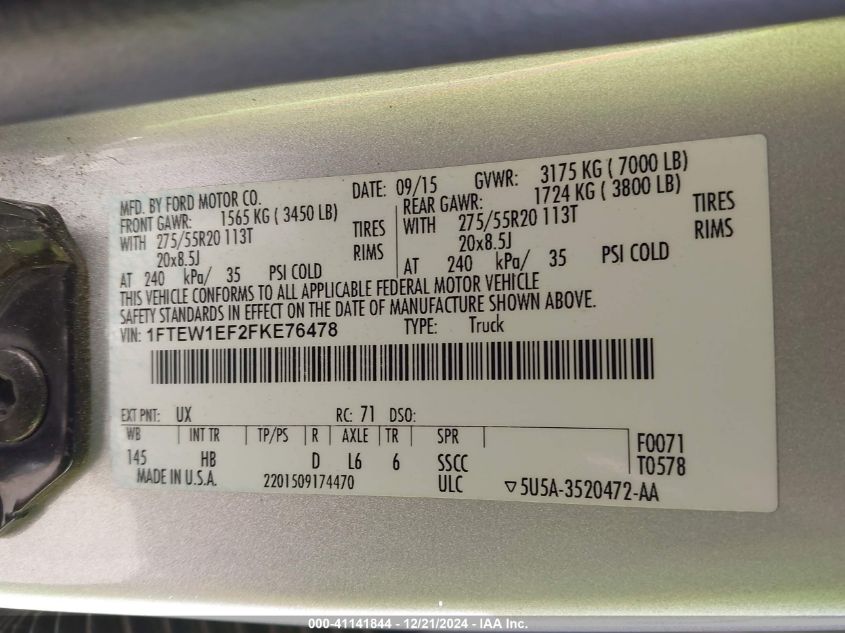 MFD. BY FORD MOTOR CO. DATE: 09/15 GVWR: 3175 KG ( 7000 LB)
FRONT GAWR: 1565 KG ( 3450 LB) REAR GAWR: 1724 KG ( 3800 LB)
WITH 275/55R20 113T TIRES WITH 275/55R20 113T TIRES
20x8.5J RIMS 20x8.5J RIMS
AT 240 kPa/ 35 PSI COLD AT 240 kPa/ 35 PSI COLD
THIS VEHICLE CONFORMS TO ALL APPLICABLE FEDERAL MOTOR VEHICLE
SAFETY STANDARDS IN EFFECT ON THE DATE OF MANUFACTURE SHOWN ABOVE.
VIN: 1FTEW1EF2FKE76478 TYPE: Truck
EXT PNT: UX RC: 71 DSO:
WB INT TR TP/PS R AXLE TR SPR F0071
145 HB D L6 6 SSCC T0578
MADE IN U.S.A. 2201509174470 ULC ▽5U5A-3520472-AA
000-41141844 - 12/21/2024 - IAA Inc.